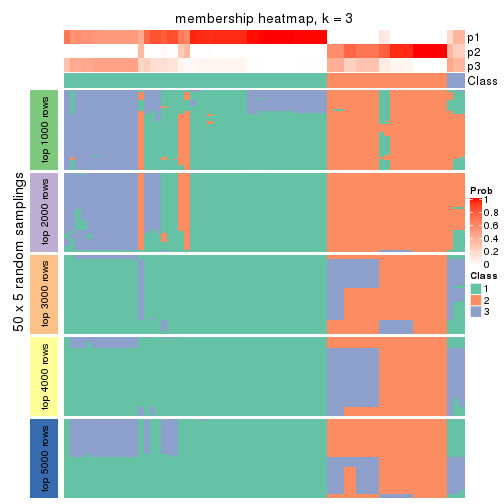 membership heatmap, k = 3
p1
p2
p3
Class
50 x 5 random samplings
top 1000 rows
top 2000 rows
top 3000 rows
top 4000 rows
top 5000 rows
Prob
1
0.8
0.6
0.4
0.2
0
Class
1
2
3